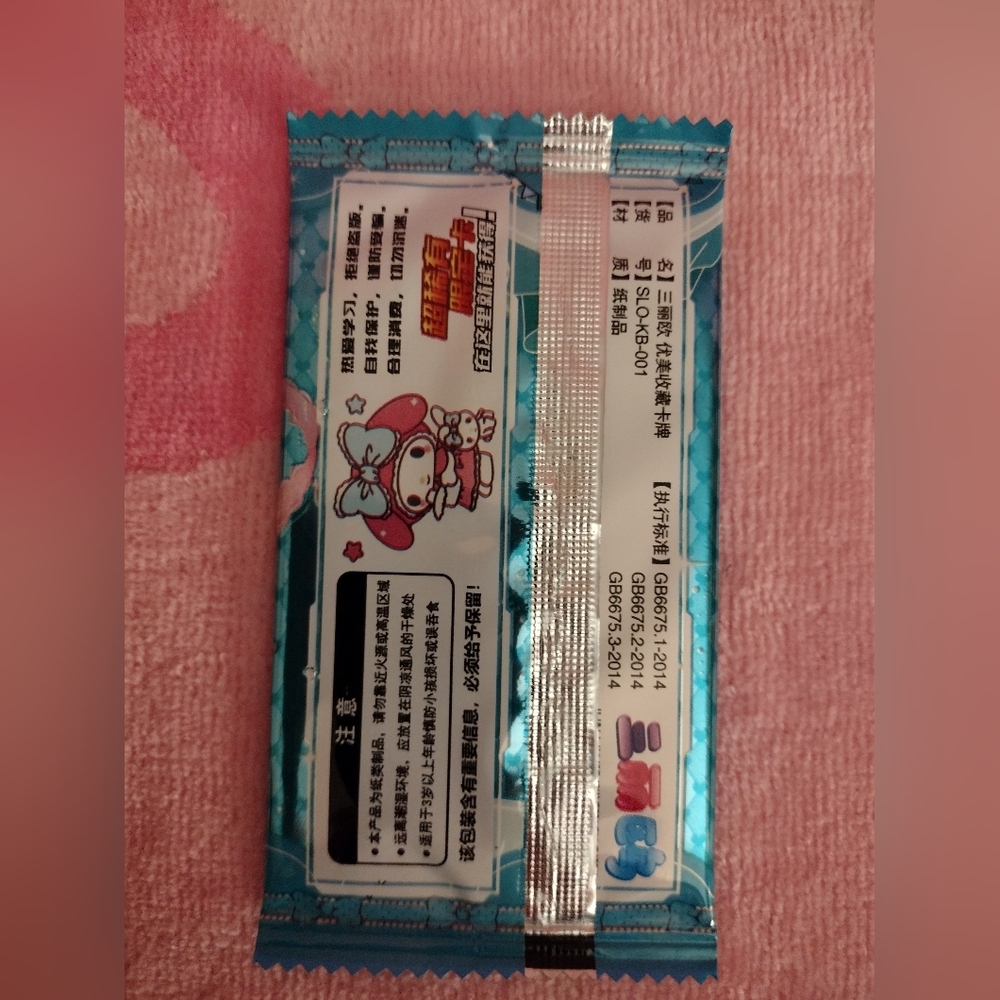 热爱学习，拒绝盗版。
自我保护，谨防受骗。
合理消费，切勿沉迷。
超稀有
限定卡
在这里就能获得！
注意
• 本产品为纸类制品，请勿靠近火源或高温区域
• 远离潮湿环境，应放置在阴凉通风的干燥处
• 适用于3岁以上年龄慎防小孩损坏或误吞食
该包装含有重要信息，必须给予保留！
【品 名】三丽欧 优美收藏卡牌
【货 号】SLO-KB-001
【材 质】纸制品
【执行标准】GB6675.1-2014
GB6675.2-2014
GB6675.3-2014
三丽欧